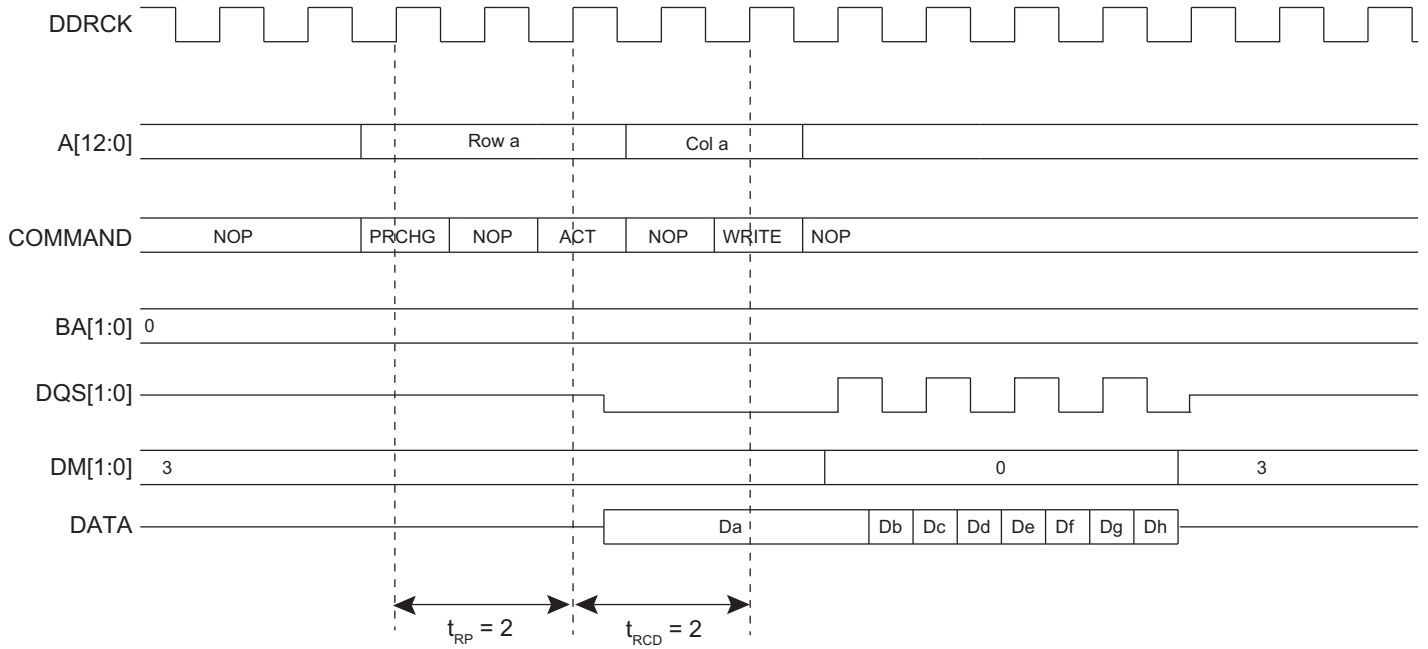 DDRCK
A[12:0] Row a Col a
COMMAND NOP PRCHG NOP ACT NOP WRITE NOP
BA[1:0] 0
DQS[1:0]
DM[1:0] 3 0 3
DATA Da Db Dc Dd De Df Dg Dh
tRP = 2 tRCD = 2